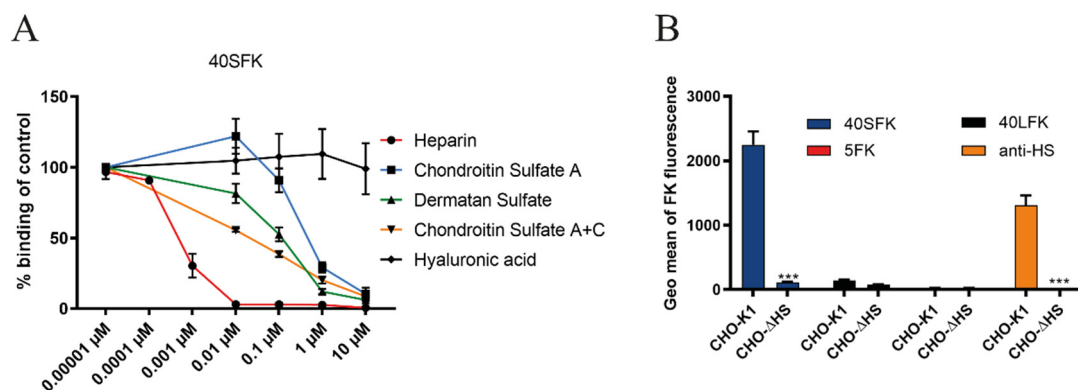 A
40SFK
% binding of control
150
100
50
0
0.00001 µM
0.0001 µM
0.001 µM
0.01 µM
0.1 µM
1 µM
10 µM
Heparin
Chondroitin Sulfate A
Dermatan Sulfate
Chondroitin Sulfate A+C
Hyaluronic acid
B
Geo mean of FK fluorescence
3000
2000
1000
0
40SFK
40LFK
5FK
anti-HS
***
***
CHO-K1
CHO-ΔHS
CHO-K1
CHO-ΔHS
CHO-K1
CHO-ΔHS
CHO-K1
CHO-ΔHS